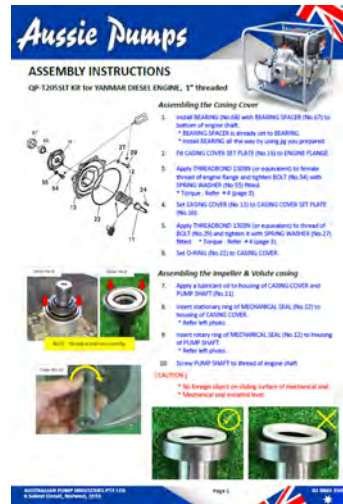 Aussie Pumps
ASSEMBLY INSTRUCTIONS
QP-T205SLT Kit for YANMAR DIESEL ENGINE, 1" threaded
Assembling the Casing Cover
1. Install BEARING (No.68) with BEARING SPACER (No.67) to
bottom of engine shaft.
* BEARING SPACER is already set to BEARING.
* Install BEARING all the way by using jig you prepared.
2. Fit CASING COVER SET PLATE (No.16) to ENGINE FLANGE.
3. Apply THREADBOND 1300N (or equivalent) to female
thread of engine flange and tighten BOLT (No.54) with
SPRING WASHER (No.55) fitted.
* Torque : Refer #4 (page 3).
4. Set CASING COVER (No.13) to CASING COVER SET PLATE
(No.16).
5. Apply THREADBOND 1300N (or equivalent) to thread of
BOLT (No.29) and tighten it with SPRING WASHER (No.27)
fitted. * Torque : Refer #4 (page 3).
6. Set O-RING (No.22) to CASING COVER.
Assembling the Impeller & Volute casing
7. Apply a lubricant oil to housing of CASING COVER and
PUMP SHAFT (No.11).
8. Insert stationary ring of MECHANICAL SEAL (No.12) to
housing of CASING COVER.
* Refer left photo.
9. Insert rotary ring of MECHANICAL SEAL (No.12) to housing
of PUMP SHAFT.
* Refer left photo.
10. Screw PUMP SHAFT to thread of engine shaft.
(CAUTION)
* No foreign object on sliding surface of mechanical seal.
* Mechanical seal installed level.
AUSTRALIAN PUMP INDUSTRIES PTY LTD
Page 1